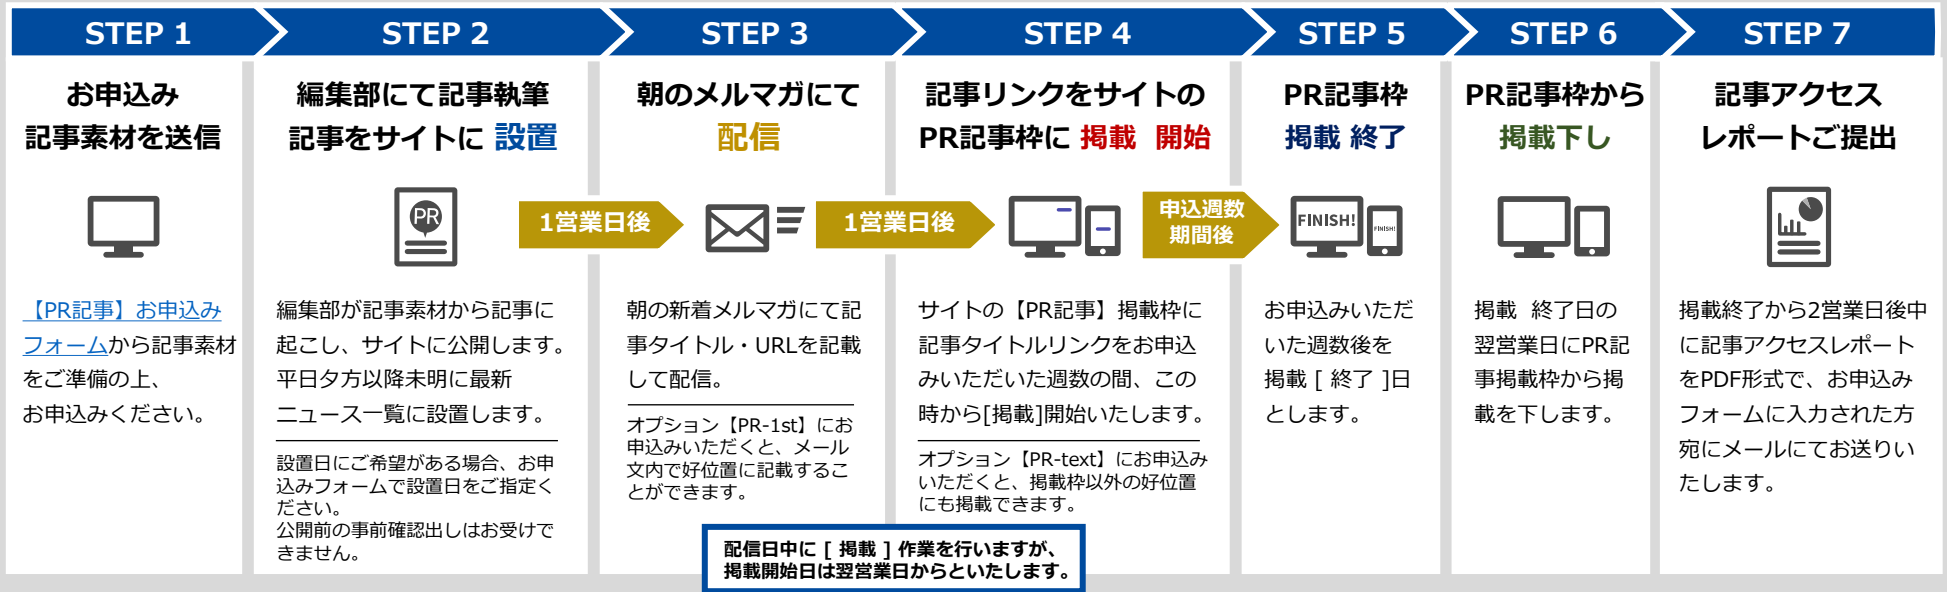 STEP 1
お申込み
記事素材を送信
【PR記事】お申込み
フォームから記事素材
をご準備の上、
お申込みください。
STEP 2
編集部にて記事執筆
記事をサイトに 設置
PR
1営業日後
編集部が記事素材から記事に
起こし、サイトに公開します。
平日夕方以降未明に最新
ニュース一覧に設置します。
設置日にご希望がある場合、お申
込みフォームで設置日をご指定く
ださい。
公開前の事前確認出しはお受けで
きません。
STEP 3
朝のメルマガにて
配信
1営業日後
朝の新着メルマガにて記
事タイトル・URLを記載
して配信。
オプション【PR-1st】にお
申込みいただくと、メール
文内で好位置に記載するこ
とができます。
STEP 4
記事リンクをサイトの
PR記事枠に 掲載 開始
申込週数
期間後
サイトの【PR記事】掲載枠に
記事タイトルリンクをお申込
みいただいた週数の間、この
時から[掲載]開始いたします。
オプション【PR-text】にお申込み
いただくと、掲載枠以外の好位置
にも掲載できます。
配信日中に [ 掲載 ] 作業を行いますが、
掲載開始日は翌営業日からといたします。
STEP 5
PR記事枠
掲載 終了
FINISH!
FINISH!
お申込みいただ
いた週数後を
掲載 [ 終了 ]日
とします。
STEP 6
PR記事枠から
掲載下し
掲載 終了日の
翌営業日にPR記
事掲載枠から掲
載を下します。
STEP 7
記事アクセス
レポートご提出
掲載終了から2営業日後中
に記事アクセスレポート
をPDF形式で、お申込み
フォームに入力された方
宛にメールにてお送りい
たします。